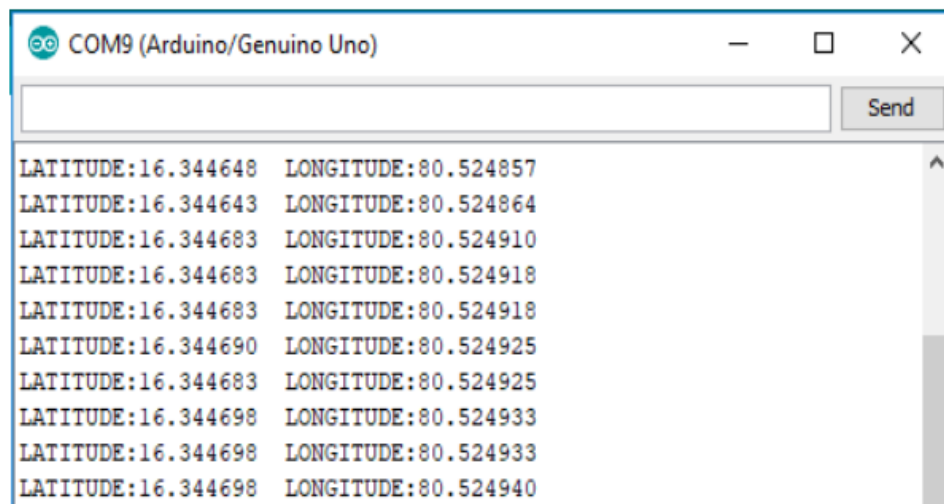 COM9 (Arduino/Genuino Uno)
Send
LATITUDE:16.344648  LONGITUDE:80.524857
LATITUDE:16.344643  LONGITUDE:80.524864
LATITUDE:16.344683  LONGITUDE:80.524910
LATITUDE:16.344683  LONGITUDE:80.524918
LATITUDE:16.344683  LONGITUDE:80.524918
LATITUDE:16.344690  LONGITUDE:80.524925
LATITUDE:16.344683  LONGITUDE:80.524925
LATITUDE:16.344698  LONGITUDE:80.524933
LATITUDE:16.344698  LONGITUDE:80.524933
LATITUDE:16.344698  LONGITUDE:80.524940